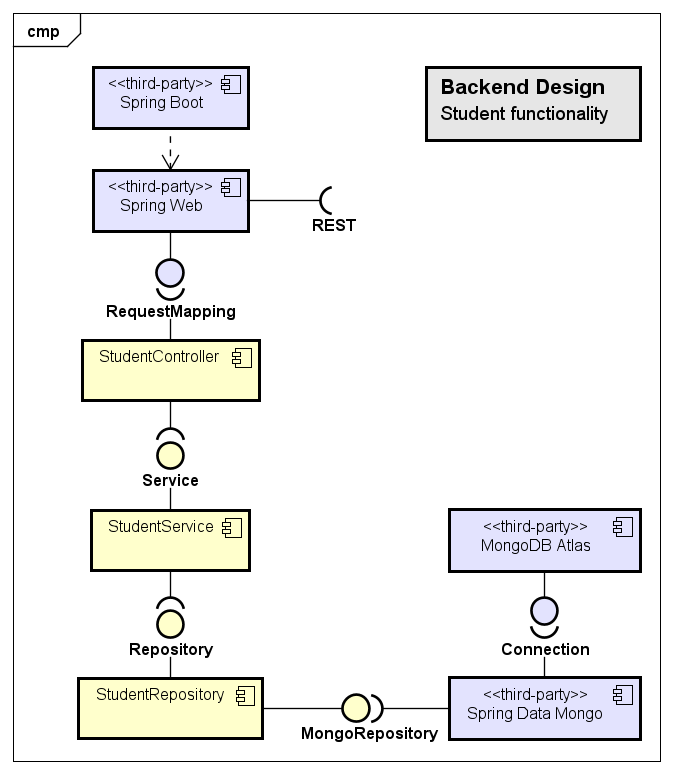 cmp
<<third-party>>
Spring Boot
Backend Design
Student functionality
<<third-party>>
Spring Web
REST
RequestMapping
StudentController
Service
StudentService
<<third-party>>
MongoDB Atlas
Repository
Connection
StudentRepository
<<third-party>>
Spring Data Mongo
MongoRepository